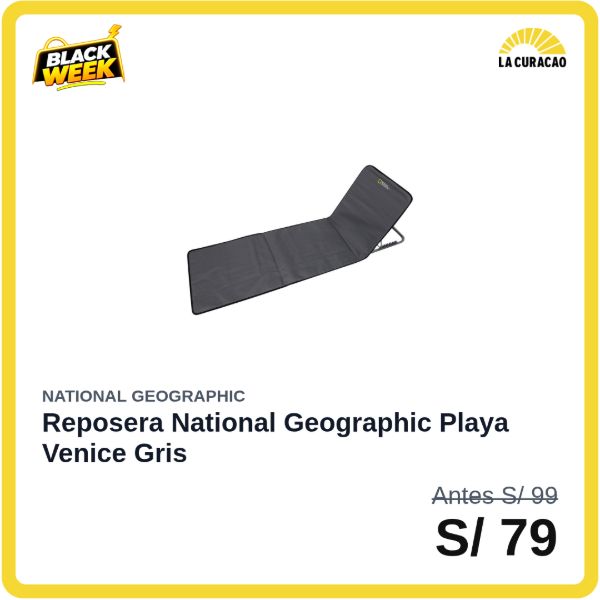 BLACK
WEEK
LA CURACAO
NATIONAL GEOGRAPHIC
Reposera National Geographic Playa
Venice Gris
Antes S/ 99
S/ 79